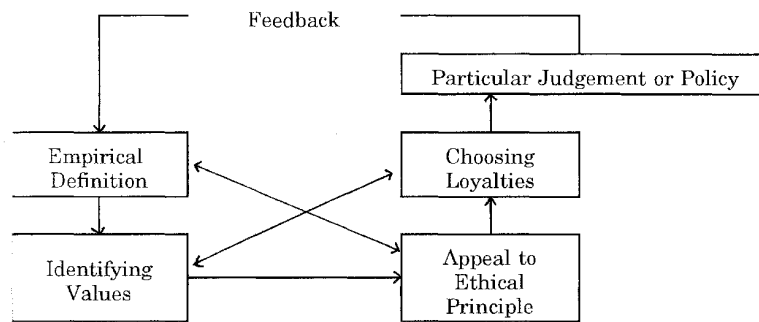 Feedback
Particular Judgement or Policy
Empirical
Definition
Choosing
Loyalties
Identifying
Values
Appeal to
Ethical
Principle